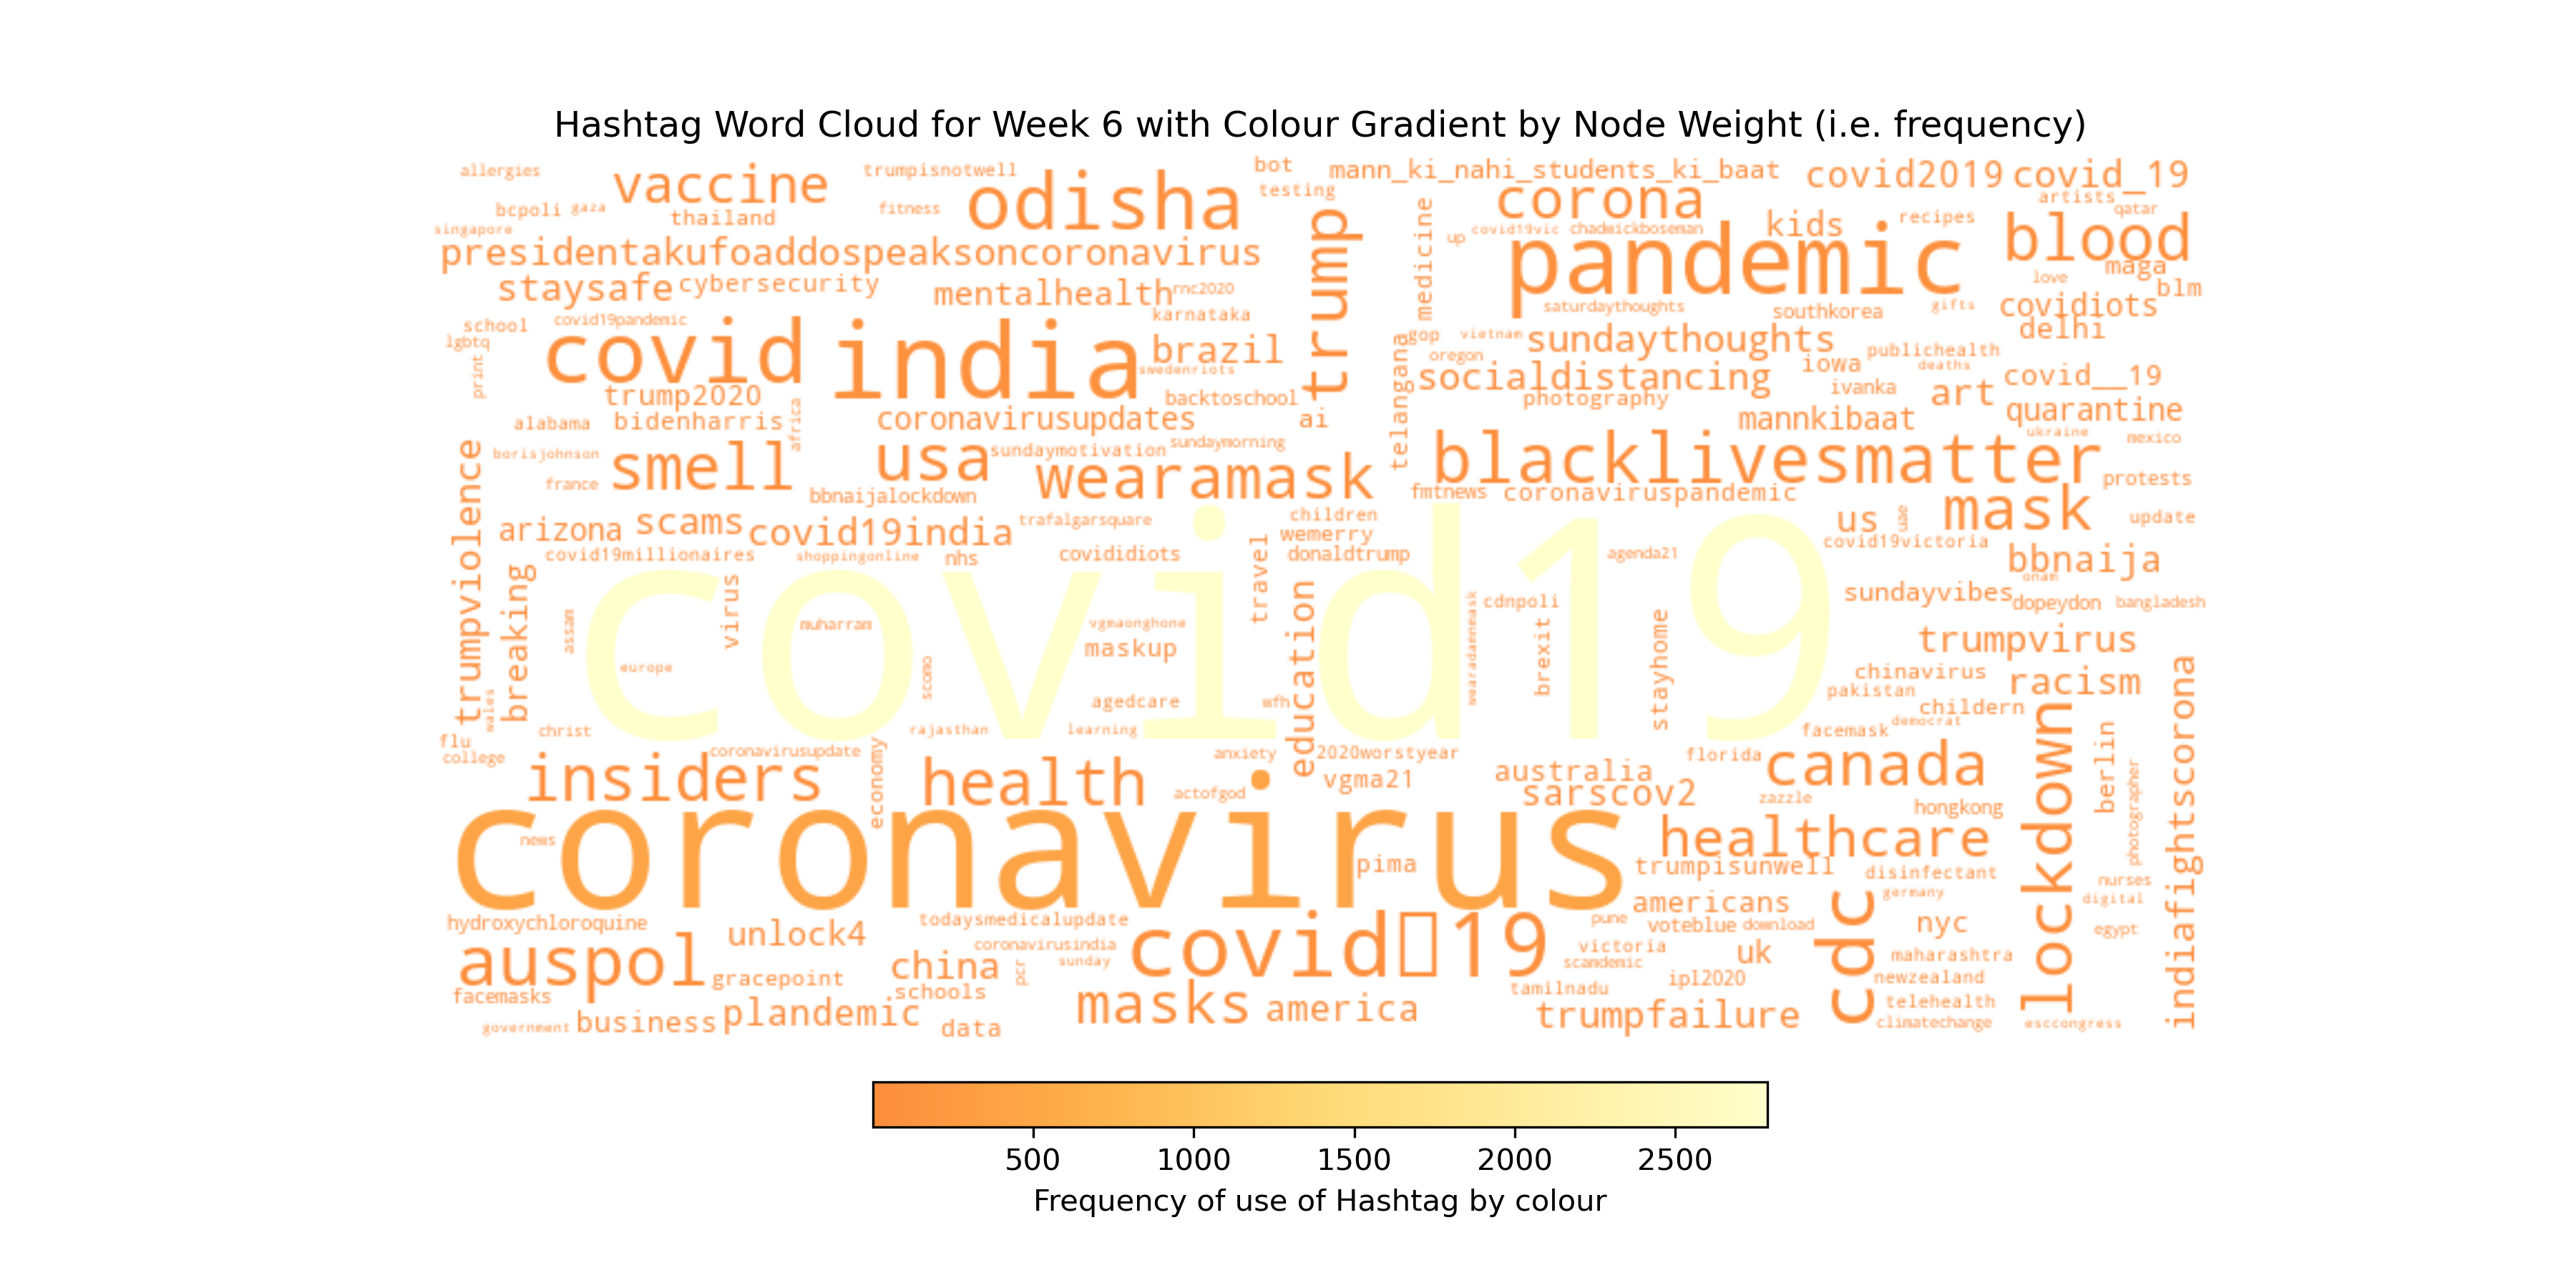 Hashtag Word Cloud for Week 6 with Colour Gradient by Node Weight (i.e. frequency)
allergies
vaccine
trumpisnotwell
odisha
bot
testing
mann_ki_nahi_students_ki_baat
covid2019
covid_19
bcpoli
gaza
thailand
fitness
trump
medicine
corona
kids
recipes
artists
qatar
singapore
presidentakufoaddospeaksoncoronavirus
up
covid19vic
chadwickboseman
pandemic
blood
maga
love
blm
staysafe
cybersecurity
mentalhealth
rnc2020
saturdaythoughts
southkorea
gifts
covidiots
delhi
school
covid19pandemic
karnataka
lgbtq
print
covid
india
brazil
swedenriots
gop
vietnam
oregon
telangana
sundaythoughts
publichealth
iowa
deaths
socialdistancing
ivanka
art
covid__19
trump2020
backtoschool
photography
mannkibaat
quarantine
alabama
bidenharris
africa
coronavirusupdates
ai
ukraine
mexico
trumpviolence
borisjohnson
france
smell
usa
sundaymotivation
sundaymorning
wearamask
blacklivesmatter
protests
bbnaijalockdown
fmtnews
coronaviruspandemic
mask
arizona
scams
covid19india
trafalgarsquare
children
wemerry
us
uae
update
covid19millionaires
shoppingonline
nhs
covididiots
travel
donaldtrump
agenda21
covid19victoria
bbnaija
onam
breaking
covid19
sundayvibes
dopeydon
bangladesh
assam
virus
muharram
vgmaonghone
education
wearadamnmask
cdnpoli
brexit
stayhome
maskup
trumpvirus
europe
scomo
chinavirus
racism
pakistan
wales
agedcare
wfh
childern
indiafightscorona
christ
rajasthan
learning
facemask
democrat
flu
college
coronavirusupdate
economy
anxiety
2020worstyear
florida
lockdown
berlin
insiders
health
actofgod
vgma21
australia
canada
photographer
sarscov2
zazzle
hongkong
coronavirus
news
pima
healthcare
trumpisunwell
disinfectant
nurses
germany
digital
hydroxychloroquine
unlock4
todaysmedicalupdate
covid□19
americans
pune
voteblue
download
cdc
nyc
egypt
auspol
coronavirusindia
victoria
uk
maharashtra
gracepoint
china
pcr
sunday
scamdemic
ipl2020
newzealand
facemasks
schools
tamilnadu
telehealth
government
business
plandemic
data
masks
america
trumpfailure
climatechange
esccongress
500 1000 1500 2000 2500
Frequency of use of Hashtag by colour